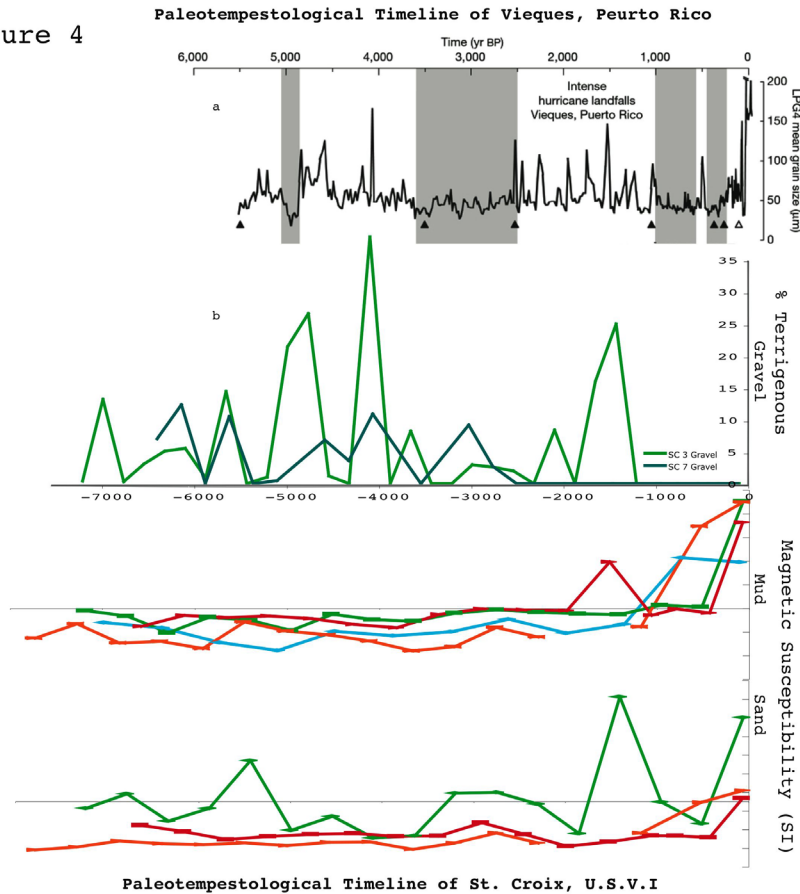 Paleotempestological Timeline of Vieques, Peurto Rico
ure 4
Time (yr BP)
6,000 5,000 4,000 3,000 2,000 1,000 0
a
Intense
hurricane landfalls
Vieques, Puerto Rico
200
150
100
50
0
LPG4 mean grain size (μm)
b
35
30
25
20
15
10
5
0
% Terrigenous
Gravel
SC 3 Gravel
SC 7 Gravel
-7000 -6000 -5000 -4000 -3000 -2000 -1000 0
Mud
Sand
Magnetic Susceptibility (SI)
Paleotempestological Timeline of St. Croix, U.S.V.I